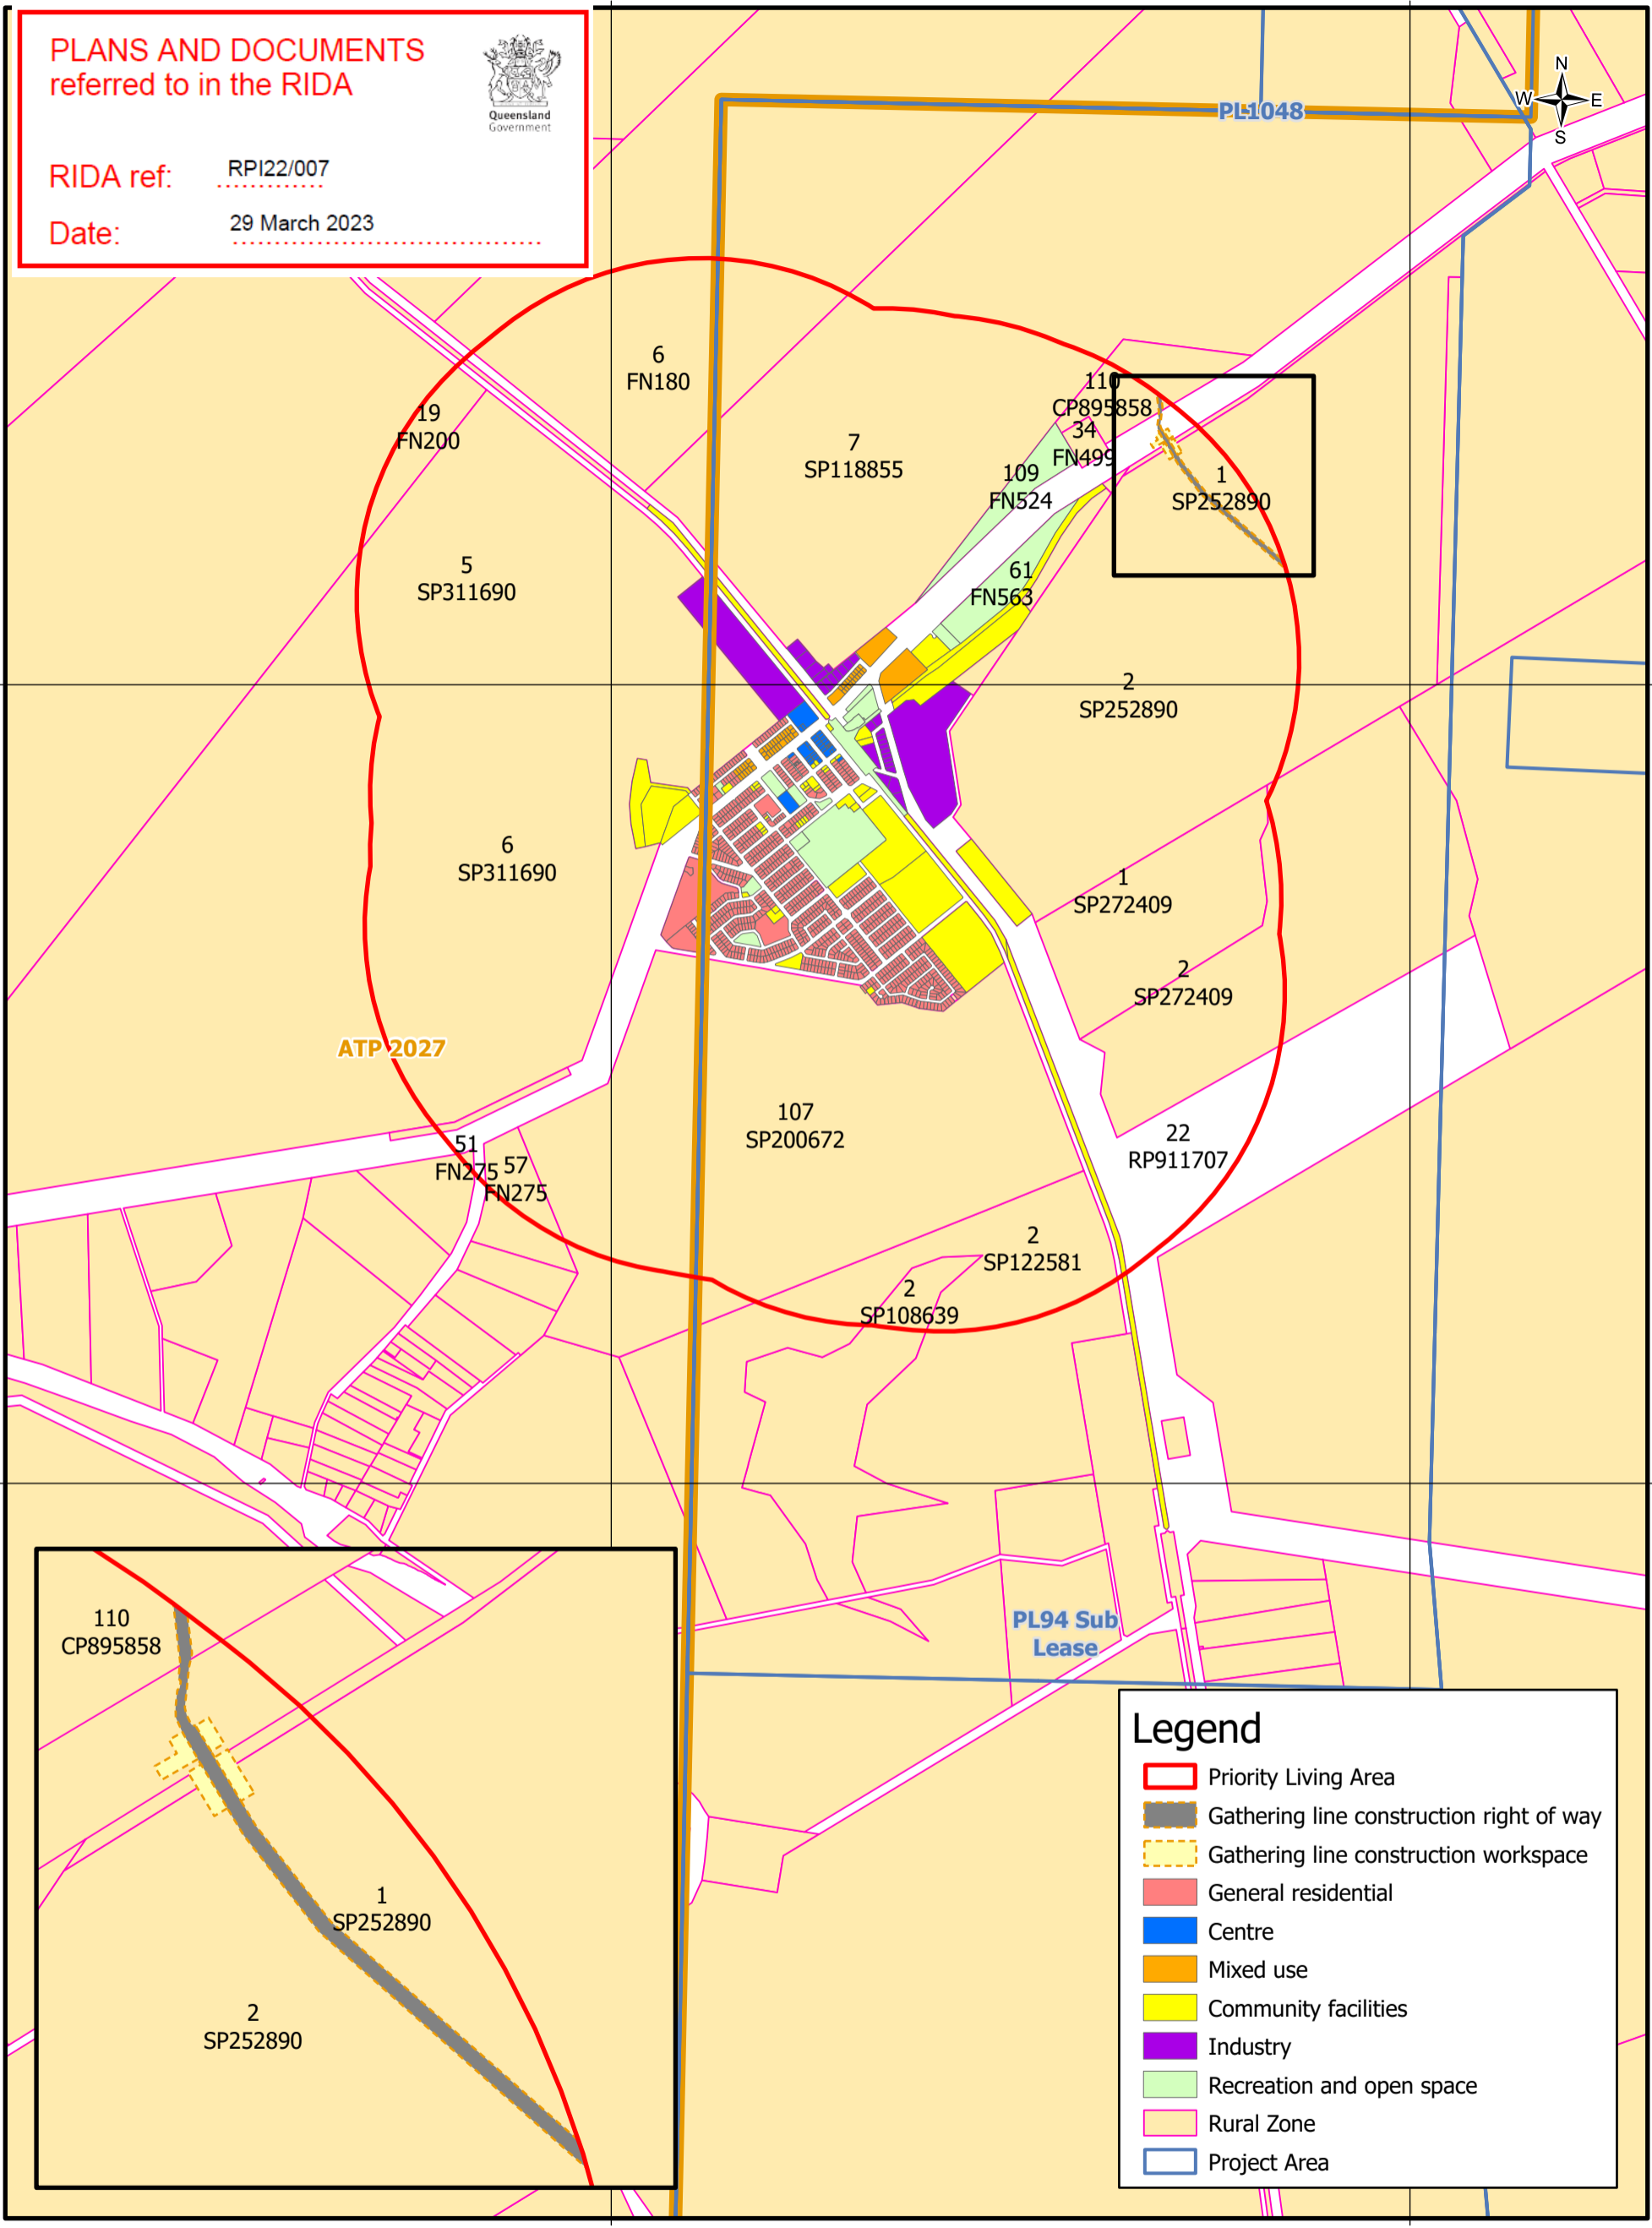 PLANS AND DOCUMENTS
referred to in the RIDA
Queensland
Government
RIDA ref: RPI22/007
Date: 29 March 2023
N
W E
S
PL1048
6
FN180
19
FN200
110
CP895858
34
FN499
7
SP118855
109
FN524
1
SP252890
5
SP311690
61
FN563
2
SP252890
6
SP311690
1
SP272409
2
SP272409
ATP 2027
107
SP200672
22
RP911707
51
FN275
57
FN275
2
SP122581
2
SP108639
PL94 Sub
Lease
110
CP895858
1
SP252890
2
SP252890
Legend
Priority Living Area
Gathering line construction right of way
Gathering line construction workspace
General residential
Centre
Mixed use
Community facilities
Industry
Recreation and open space
Rural Zone
Project Area